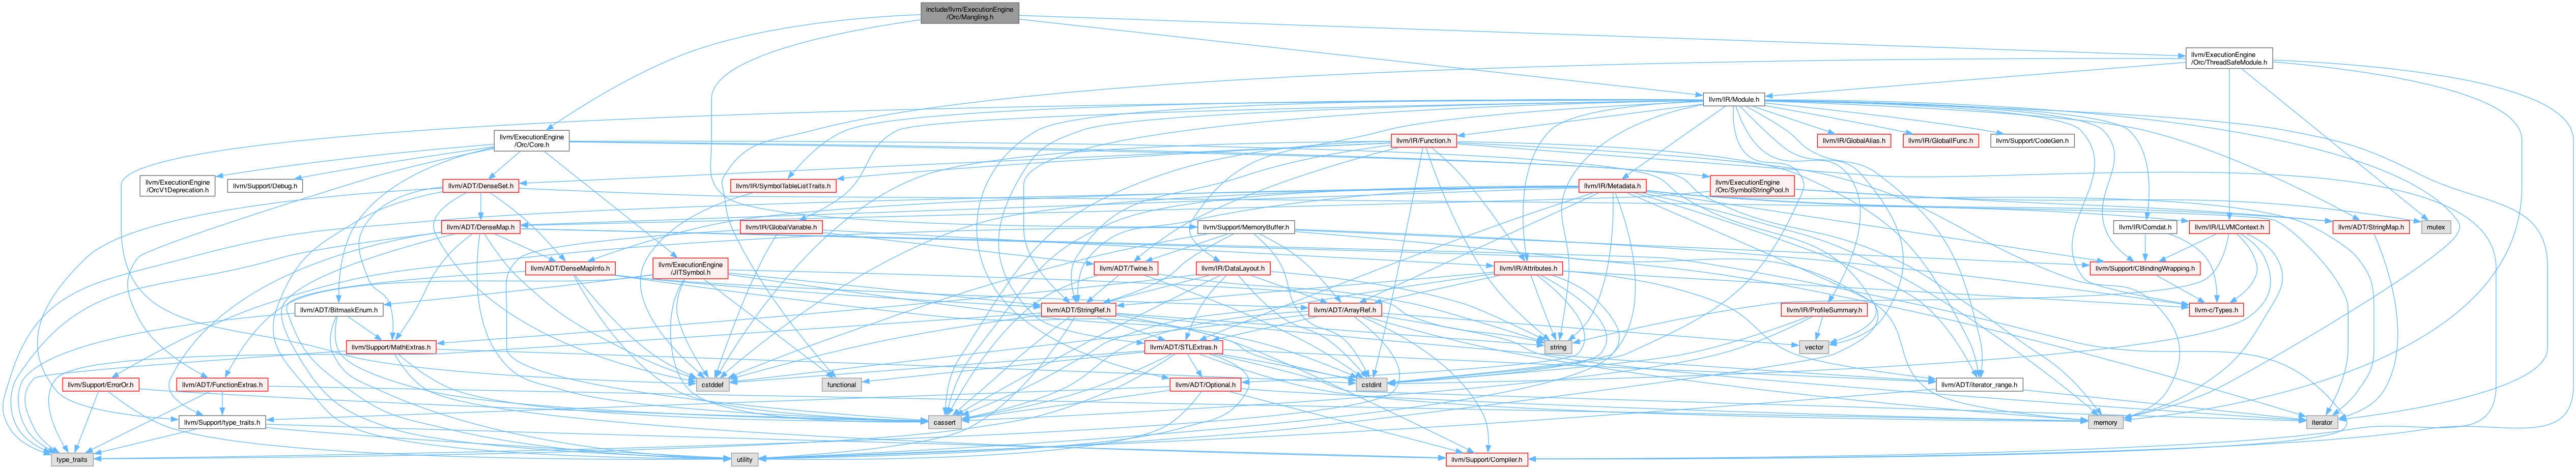 include/llvm/ExecutionEngine
/Orc/Mangling.h
llvm/ExecutionEngine
/Orc/ThreadSafeModule.h
llvm/IR/Module.h
llvm/ExecutionEngine
/Orc/Core.h
llvm/IR/Function.h
llvm/IR/GlobalAlias.h
llvm/IR/GlobalIFunc.h
llvm/Support/CodeGen.h
llvm/ExecutionEngine
/OrcV1Deprecation.h
llvm/Support/Debug.h
llvm/ADT/DenseSet.h
llvm/IR/SymbolTableListTraits.h
llvm/ExecutionEngine
/Orc/SymbolStringPool.h
llvm/IR/Metadata.h
llvm/ADT/DenseMap.h
llvm/IR/GlobalVariable.h
llvm/Support/MemoryBuffer.h
llvm/IR/Comdat.h
llvm/IR/LLVMContext.h
llvm/ADT/StringMap.h
mutex
llvm/ADT/DenseMapInfo.h
llvm/ExecutionEngine
/JITSymbol.h
llvm/ADT/Twine.h
llvm/IR/DataLayout.h
llvm/IR/Attributes.h
llvm/Support/CBindingWrapping.h
llvm/ADT/BitmaskEnum.h
llvm/ADT/StringRef.h
llvm/ADT/ArrayRef.h
llvm/IR/ProfileSummary.h
llvm-c/Types.h
llvm/Support/MathExtras.h
llvm/ADT/STLExtras.h
string
vector
llvm/Support/ErrorOr.h
llvm/ADT/FunctionExtras.h
cstddef
functional
llvm/ADT/Optional.h
cstdint
llvm/ADT/iterator_range.h
llvm/Support/type_traits.h
cassert
memory
iterator
type_traits
utility
llvm/Support/Compiler.h